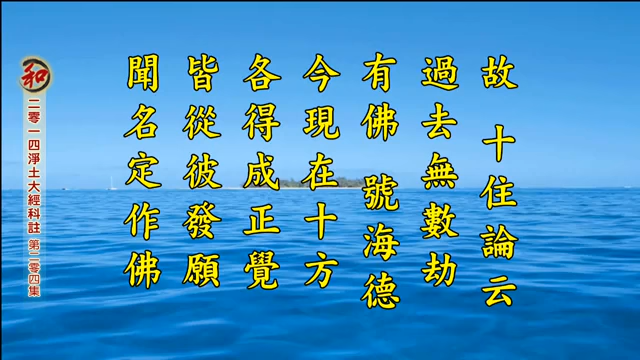 故 十住論云
過去無數劫
有佛 號海德
今現在十方
各得成正覺
皆從彼發願
聞名定作佛
和
二零一四淨土大經科註 第二零四集